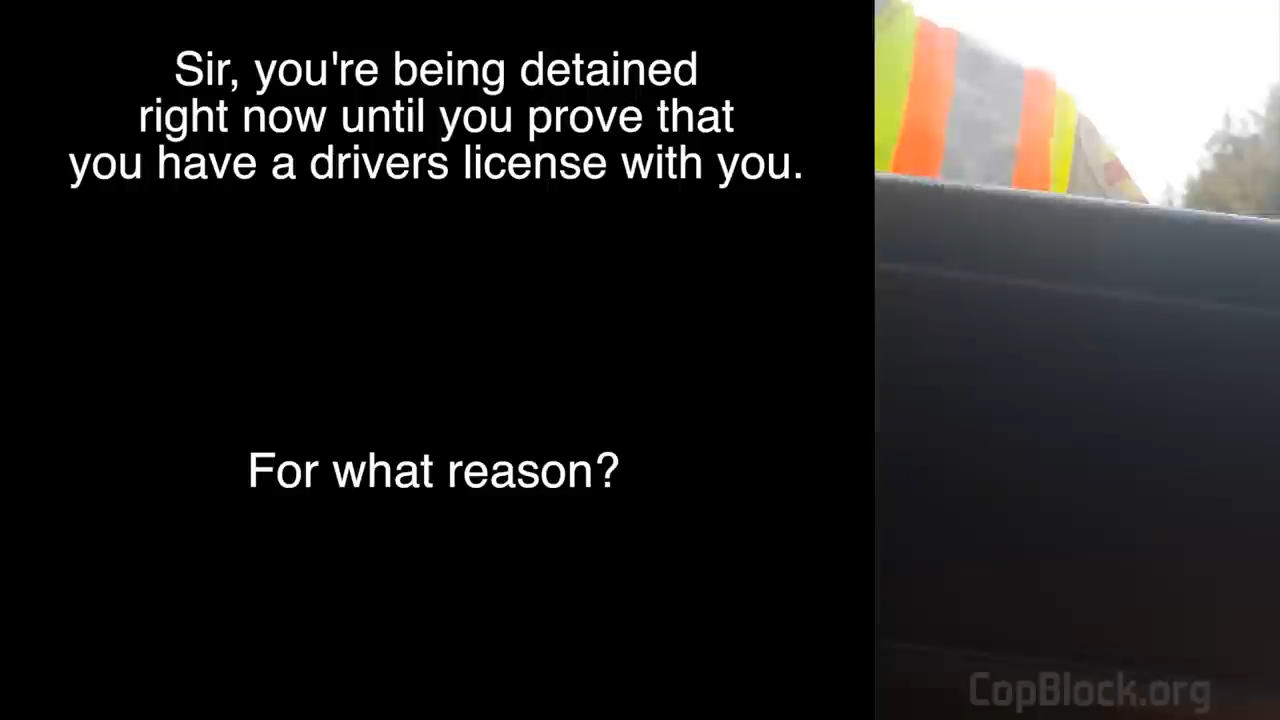 Sir, you're being detained
right now until you prove that
you have a drivers license with you.
For what reason?
CopBlock.org